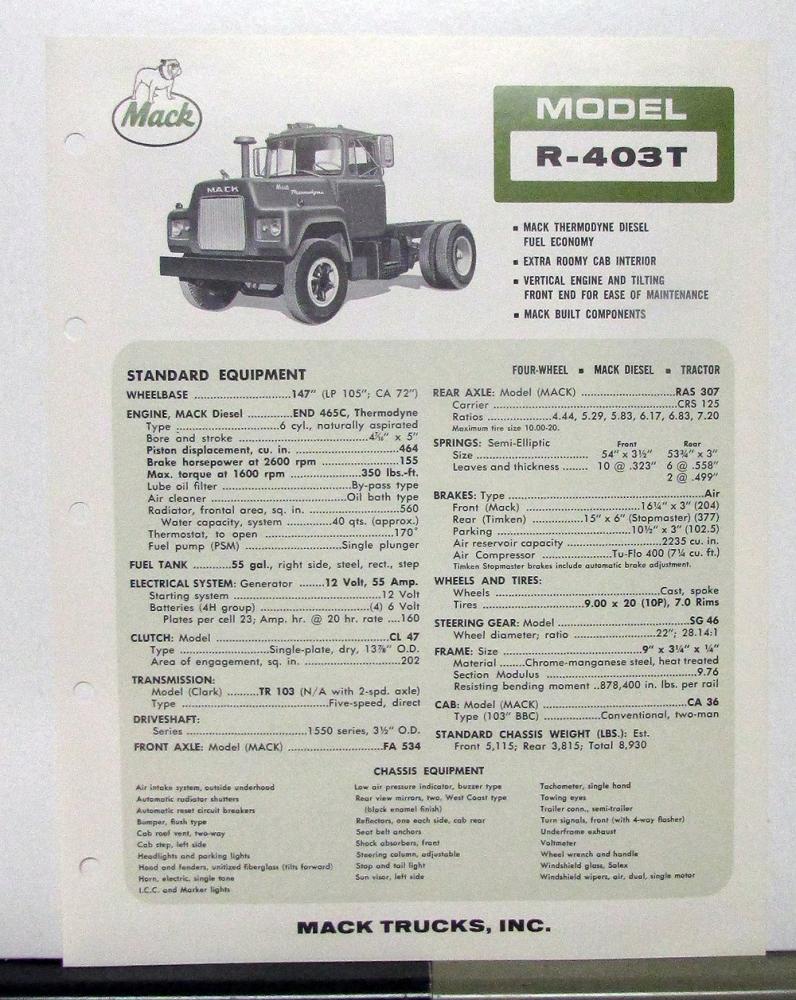 Mack
MODEL
R-403T
MACK
Mack
Thermodyne
▪ MACK THERMODYNE DIESEL
FUEL ECONOMY
▪ EXTRA ROOMY CAB INTERIOR
▪ VERTICAL ENGINE AND TILTING
FRONT END FOR EASE OF MAINTENANCE
▪ MACK BUILT COMPONENTS
STANDARD EQUIPMENT
FOUR-WHEEL ▪ MACK DIESEL ▪ TRACTOR
WHEELBASE ............................147" (LP 105"; CA 72")
ENGINE, MACK Diesel .............END 465C, Thermodyne
Type ..............................6 cyl., naturally aspirated
Bore and stroke ......................................4⅞" x 5"
Piston displacement, cu. in. ...........................464
Brake horsepower at 2600 rpm .......................155
Max. torque at 1600 rpm ......................350 lbs.-ft.
Lube oil filter .......................................By-pass type
Air cleaner .........................................Oil bath type
Radiator, frontal area, sq. in. ...........................560
Water capacity, system .............40 qts. (approx.)
Thermostat, to open .......................................170°
Fuel pump (PSM) ..............................Single plunger
FUEL TANK ............55 gal., right side, steel, rect., step
ELECTRICAL SYSTEM: Generator .......12 Volt, 55 Amp.
Starting system ...........................................12 Volt
Batteries (4H group) .................................(4) 6 Volt
Plates per cell 23; Amp. hr. @ 20 hr. rate ....160
CLUTCH: Model ....................................................CL 47
Type ............................Single-plate, dry, 13⅞" O.D.
Area of engagement, sq. in. .............................202
TRANSMISSION:
Model (Clark) .........TR 103 (N/A with 2-spd. axle)
Type ...........................................Five-speed, direct
DRIVESHAFT:
Series ....................................1550 series, 3½" O.D.
FRONT AXLE: Model (MACK) ...................................FA 534
REAR AXLE: Model (MACK) ...........................RAS 307
Carrier ......................................................CRS 125
Ratios ....................4.44, 5.29, 5.83, 6.17, 6.83, 7.20
Maximum tire size 10.00-20.
SPRINGS: Semi-Elliptic Front Rear
Size ...................................... 54" x 3½" 53¾" x 3"
Leaves and thickness ....... 10 @ .323" 6 @ .558"
2 @ .499"
BRAKES: Type ............................................................Air
Front (Mack) .....................................16¼" x 3" (204)
Rear (Timken) ..............15" x 6" (Stopmaster) (377)
Parking .........................................10½" x 3" (102.5)
Air reservoir capacity ...........................2235 cu. in.
Air Compressor ....................Tu-Flo 400 (7¼ cu. ft.)
Timken Stopmaster brakes include automatic brake adjustment.
WHEELS AND TIRES:
Wheels .................................................Cast, spoke
Tires ..................................9.00 x 20 (10P), 7.0 Rims
STEERING GEAR: Model .......................................SG 46
Wheel diameter; ratio .........................22"; 28.14:1
FRAME: Size .........................................9" x 3¼" x ¼"
Material .......Chrome-manganese steel, heat treated
Section Modulus .............................................9.76
Resisting bending moment ..878,400 in. lbs. per rail
CAB: Model (MACK) ...........................................CA 36
Type (103" BBC) ....................Conventional, two-man
STANDARD CHASSIS WEIGHT (LBS.): Est.
Front 5,115; Rear 3,815; Total 8,930
CHASSIS EQUIPMENT
Air intake system, outside underhood
Automatic radiator shutters
Automatic reset circuit breakers
Bumper, flush type
Cab roof vent, two-way
Cab step, left side
Headlights and parking lights
Hood and fenders, unitized fiberglass (tilts forward)
Horn, electric, single tone
I.C.C. and Marker lights
Low air pressure indicator, buzzer type
Rear view mirrors, two, West Coast type
(black enamel finish)
Reflectors, one each side, cab rear
Seat belt anchors
Shock absorbers, front
Steering column, adjustable
Stop and tail light
Sun visor, left side
Tachometer, single hand
Towing eyes
Trailer conn., semi-trailer
Turn signals, front (with 4-way flasher)
Underframe exhaust
Voltmeter
Wheel wrench and handle
Windshield glass, Solex
Windshield wipers, air, dual, single motor
MACK TRUCKS, INC.